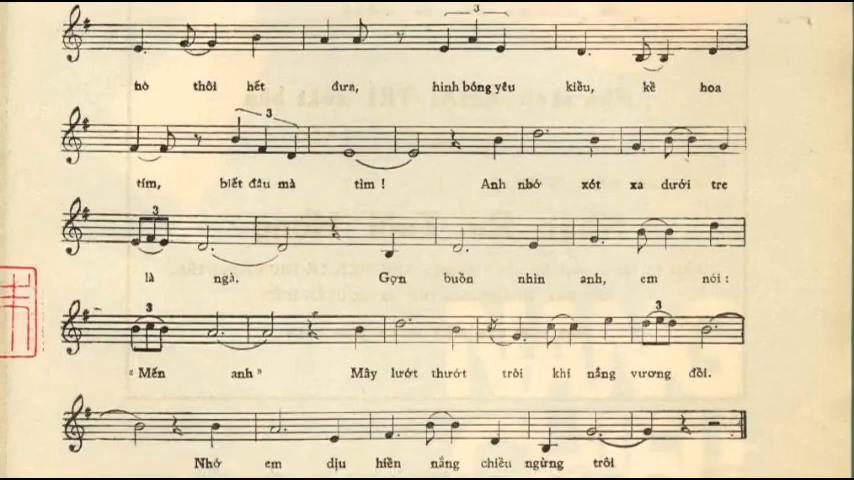 hò thôi hết đưa, hình bóng yêu kiều, kề hoa
tím, biết đâu mà tìm ! Anh nhớ xót xa dưới tre
là ngà. Gợn buồn nhìn anh, em nói :
« Mến anh » Mây lướt thướt trôi khi nắng vương đồi.
Nhớ em dịu hiền nắng chiều ngừng trôi